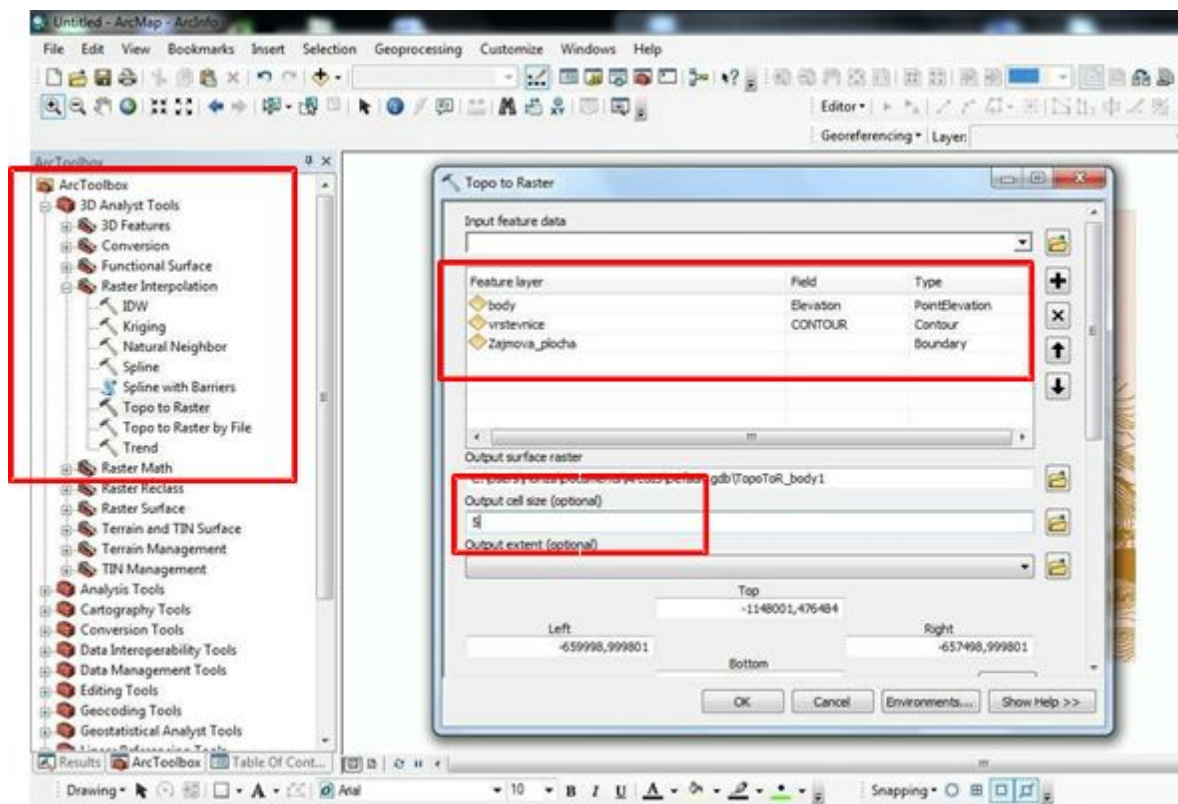 Untitled - ArcMap - ArcInfo
File Edit View Bookmarks Insert Selection Geoprocessing Customize Windows Help
Editor
Georeferencing Layer:
ArcToolbox
ArcToolbox
3D Analyst Tools
3D Features
Conversion
Functional Surface
Raster Interpolation
IDW
Kriging
Natural Neighbor
Spline
Spline with Barriers
Topo to Raster
Topo to Raster by File
Trend
Raster Math
Raster Reclass
Raster Surface
Terrain and TIN Surface
Terrain Management
TIN Management
Analysis Tools
Cartography Tools
Conversion Tools
Data Interoperability Tools
Data Management Tools
Editing Tools
Geocoding Tools
Geostatistical Analyst Tools
Results ArcToolbox Table Of Cont...
Topo to Raster
Input feature data
Feature layer Field Type
body Elevation PointElevation
vrstevnice CONTOUR Contour
Zajmova_plocha Boundary
Output surface raster
gdb\TopoToR_body1
Output cell size (optional)
5
Output extent (optional)
Top
-1148001,476484
Left Right
-659998,999801 -657498,999801
Bottom
OK Cancel Environments... Show Help >>
Drawing A Arial 10 B I U A Snapping